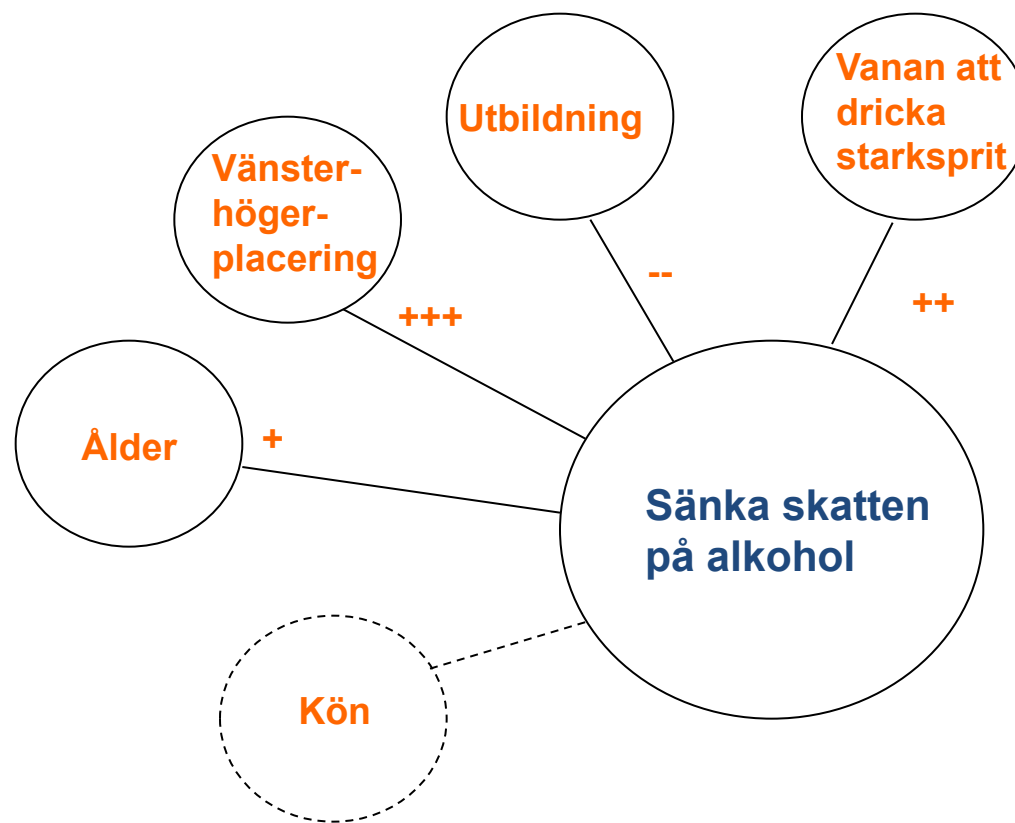 Vanan att
dricka
starksprit
Utbildning
Vänster-
höger-
placering
--
++
+++
Ålder
+
Sänka skatten
på alkohol
Kön